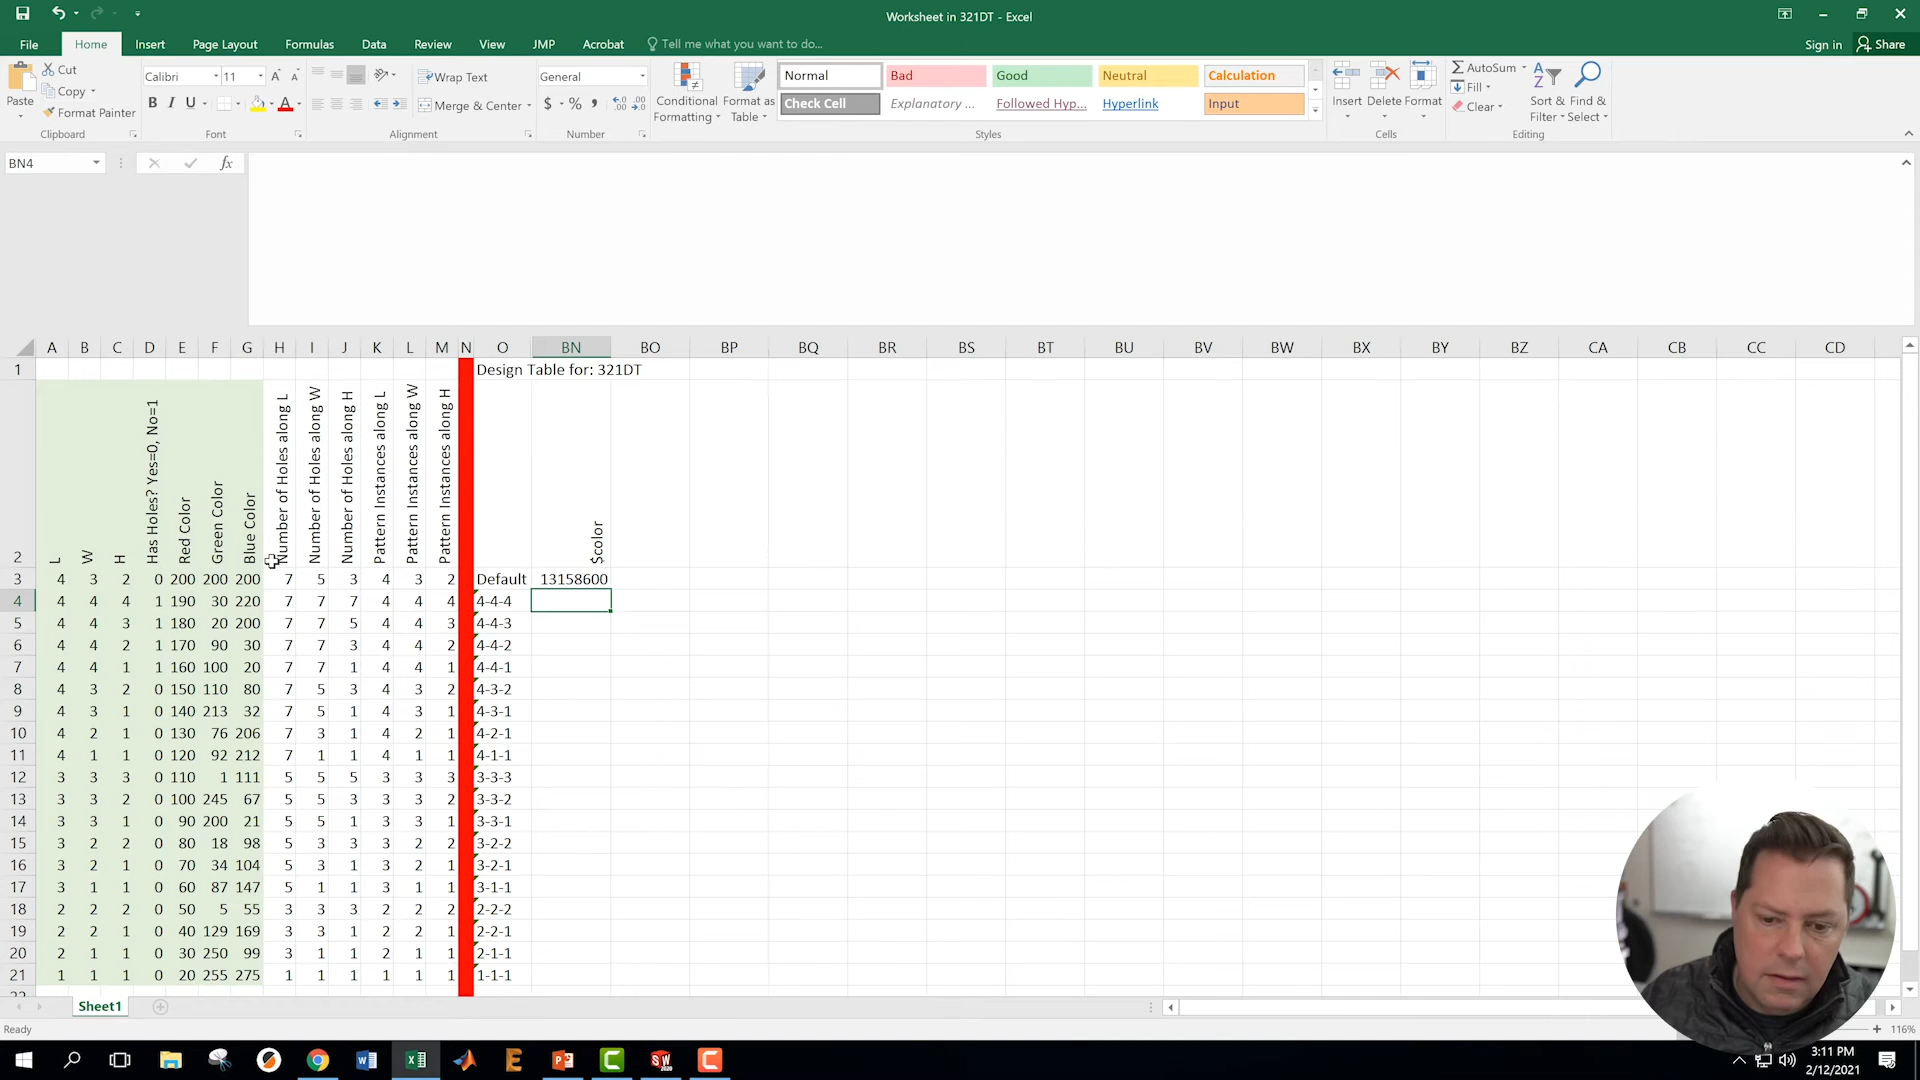 Worksheet in 321DT - Excel
File Home Insert Page Layout Formulas Data Review View JMP Acrobat Tell me what you want to do... Sign in Share
Paste
Cut
Copy
Format Painter
Clipboard
Calibri 11
B I U
Font
Wrap Text
Merge & Center
Alignment
General
$ % ,
Number
Conditional Formatting
Format as Table
Normal Bad Good Neutral Calculation
Check Cell Explanatory ... Followed Hyp... Hyperlink Input
Styles
Insert Delete Format
Cells
AutoSum
Fill
Clear
Sort & Filter
Find & Select
Editing
BN4 fx
A B C D E F G H I J K L M N O BN BO BP BQ BR BS BT BU BV BW BX BY BZ CA CB CC CD
1 Design Table for: 321DT
2 L W H Has Holes? Yes=0, No=1 Red Color Green Color Blue Color Number of Holes along L Number of Holes along W Number of Holes along H Pattern Instances along L Pattern Instances along W Pattern Instances along H $color
3 4 3 2 0 200 200 200 7 5 3 4 3 2 Default 13158600
4 4 4 4 1 190 30 220 7 7 7 4 4 4 4-4-4
5 4 4 3 1 180 20 200 7 7 5 4 4 3 4-4-3
6 4 4 2 1 170 90 30 7 7 3 4 4 2 4-4-2
7 4 4 1 1 160 100 20 7 7 1 4 4 1 4-4-1
8 4 3 2 0 150 110 80 7 5 3 4 3 2 4-3-2
9 4 3 1 0 140 213 32 7 5 1 4 3 1 4-3-1
10 4 2 1 0 130 76 206 7 3 1 4 2 1 4-2-1
11 4 1 1 0 120 92 212 7 1 1 4 1 1 4-1-1
12 3 3 3 0 110 1 111 5 5 5 3 3 3 3-3-3
13 3 3 2 0 100 245 67 5 5 3 3 3 2 3-3-2
14 3 3 1 0 90 200 21 5 5 1 3 3 1 3-3-1
15 3 2 2 0 80 18 98 5 3 3 3 2 2 3-2-2
16 3 2 1 0 70 34 104 5 3 1 3 2 1 3-2-1
17 3 1 1 0 60 87 147 5 1 1 3 1 1 3-1-1
18 2 2 2 0 50 5 55 3 3 3 2 2 2 2-2-2
19 2 2 1 0 40 129 169 3 3 1 2 2 1 2-2-1
20 2 1 1 0 30 250 99 3 1 1 2 1 1 2-1-1
21 1 1 1 0 20 255 275 1 1 1 1 1 1 1-1-1
Sheet1
Ready 116%
3:11 PM
2/12/2021